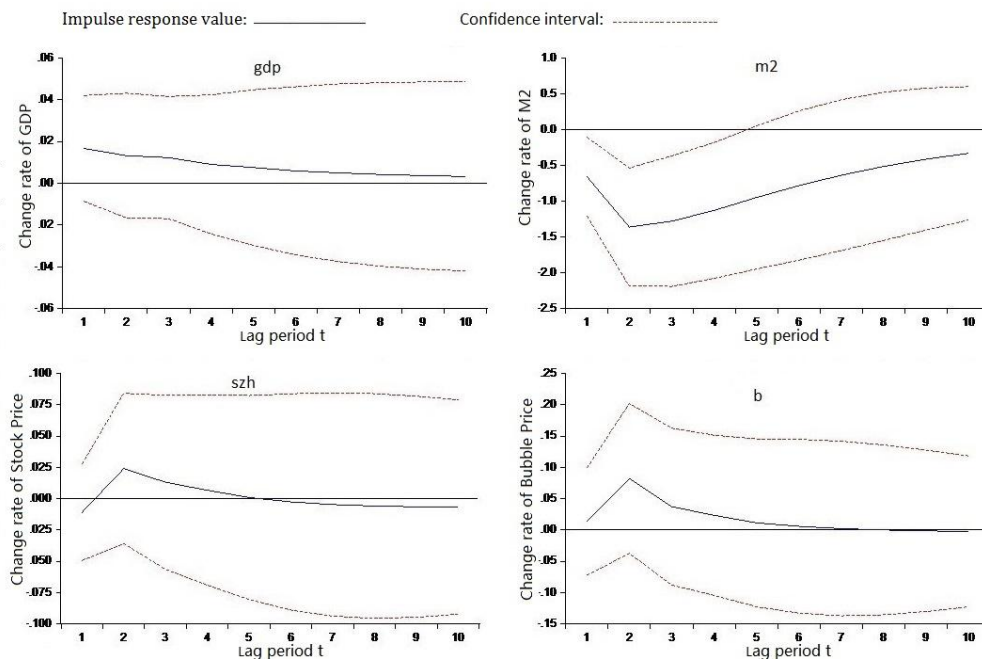 Impulse response value:
Confidence interval:
gdp
Change rate of GDP
.06
.04
.02
.00
.02
-.04
-.06
1 2 3 4 5 6 7 8 9 10
Lag period t
m2
Change rate of M2
1.0
0.5
0.0
-0.5
-1.0
-1.5
-2.0
-2.5
1 2 3 4 5 6 7 8 9 10
Lag period t
szh
Change rate of Stock Price
.100
.075
.050
.025
.000
.025
.050
-.075
-.100
1 2 3 4 5 6 7 8 9 10
Lag period t
b
Change rate of Bubble Price
.25
.20
.15
.10
.05
.00
-.05
-.10
-.15
1 2 3 4 5 6 7 8 9 10
Lag period t